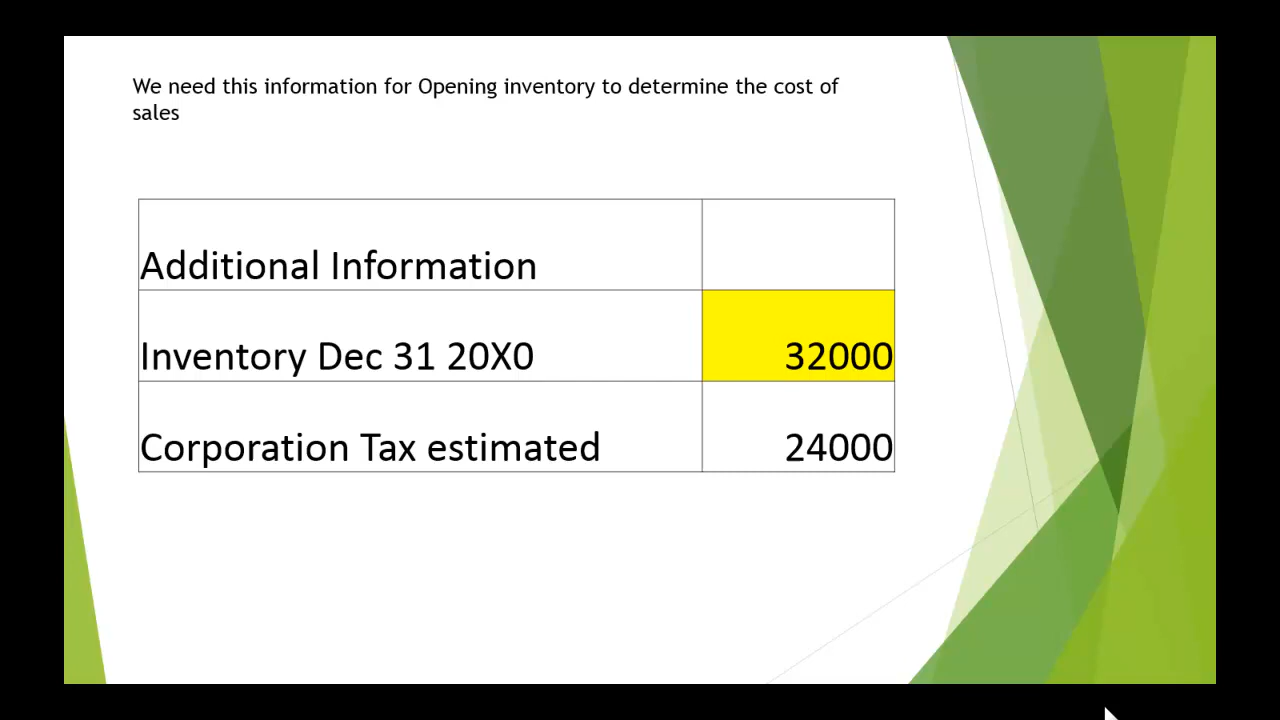 We need this information for Opening inventory to determine the cost of
sales
Additional Information
Inventory Dec 31 20X0 32000
Corporation Tax estimated 24000